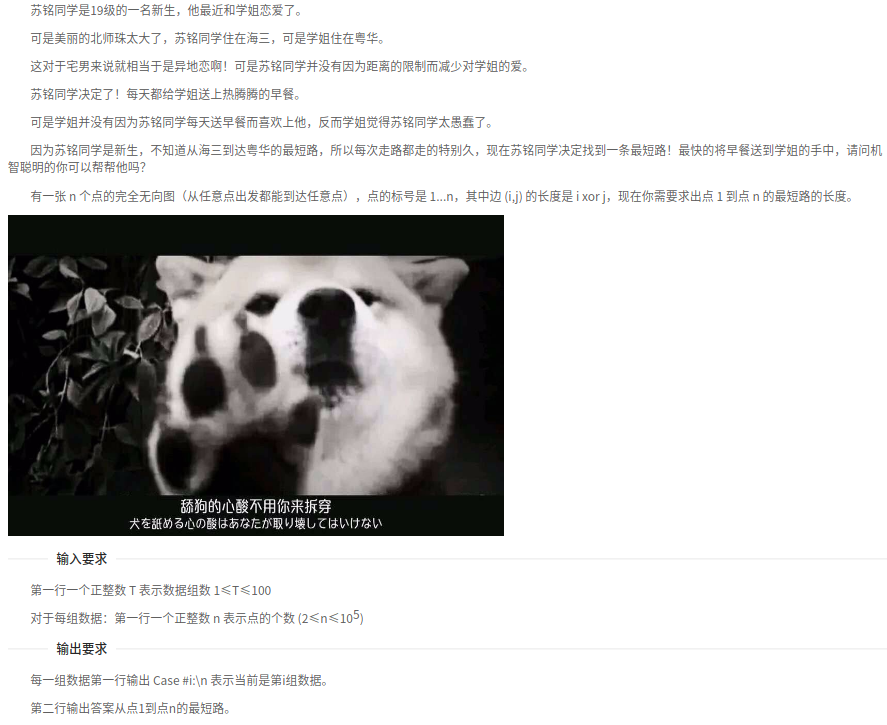 苏铭同学是19级的一名新生，他最近和学姐恋爱了。
可是美丽的北师珠太大了，苏铭同学住在海三，可是学姐住在粤华。
这对于宅男来说就相当于是异地恋啊！可是苏铭同学并没有因为距离的限制而减少对学姐的爱。
苏铭同学决定了！每天都给学姐送上热腾腾的早餐。
可是学姐并没有因为苏铭同学每天送早餐而喜欢上他，反而学姐觉得苏铭同学太愚蠢了。
因为苏铭同学是新生，不知道从海三到达粤华的最短路，所以每次走路都走的特别久，现在苏铭同学决定找到一条最短路！最快的将早餐送到学姐的手中，请问机
智聪明的你可以帮帮他吗？
有一张 n 个点的完全无向图（从任意点出发都能到达任意点），点的标号是 1...n，其中边 (i,j) 的长度是 i xor j，现在你需要求出点 1 到点 n 的最短路的长度。
舔狗的心酸不用你来拆穿
犬を舐める心の酸はあなたが取り壊してはいけない
输入要求
第一行一个正整数 T 表示数据组数 1≤T≤100
对于每组数据：第一行一个正整数 n 表示点的个数 (2≤n≤10^5)
输出要求
每一组数据第一行输出 Case #i:\n 表示当前是第i组数据。
第二行输出答案从点1到点n的最短路。